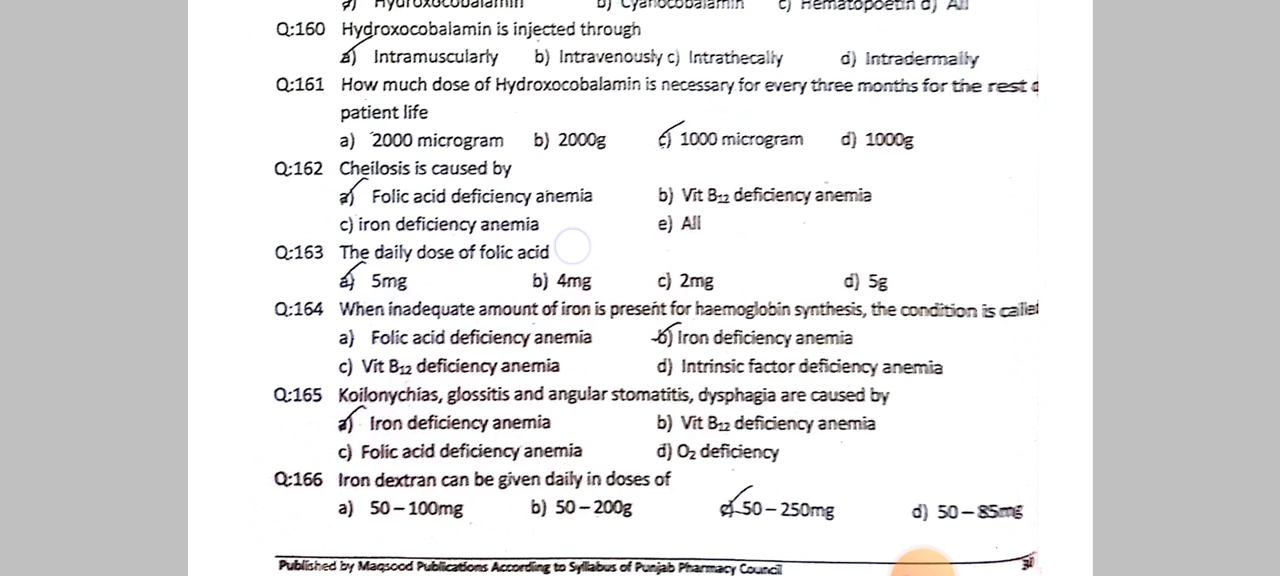 a) Hydroxocobalamin b) Cyanocobalamin c) Hematopoetin d) All
Q:160 Hydroxocobalamin is injected through
a) Intramuscularly b) Intravenously c) Intrathecally d) Intradermally
Q:161 How much dose of Hydroxocobalamin is necessary for every three months for the rest
patient life
a) 2000 microgram b) 2000g c) 1000 microgram d) 1000g
Q:162 Cheilosis is caused by
a) Folic acid deficiency anemia b) Vit B12 deficiency anemia
c) iron deficiency anemia e) All
Q:163 The daily dose of folic acid
a) 5mg b) 4mg c) 2mg d) 5g
Q:164 When inadequate amount of iron is present for haemoglobin synthesis, the condition is called
a) Folic acid deficiency anemia b) Iron deficiency anemia
c) Vit B12 deficiency anemia d) Intrinsic factor deficiency anemia
Q:165 Koilonychias, glossitis and angular stomatitis, dysphagia are caused by
a) Iron deficiency anemia b) Vit B12 deficiency anemia
c) Folic acid deficiency anemia d) O2 deficiency
Q:166 Iron dextran can be given daily in doses of
a) 50 – 100mg b) 50 – 200g c) 50 – 250mg d) 50 – 85mg
Published by Maqsood Publications According to Syllabus of Punjab Pharmacy Council